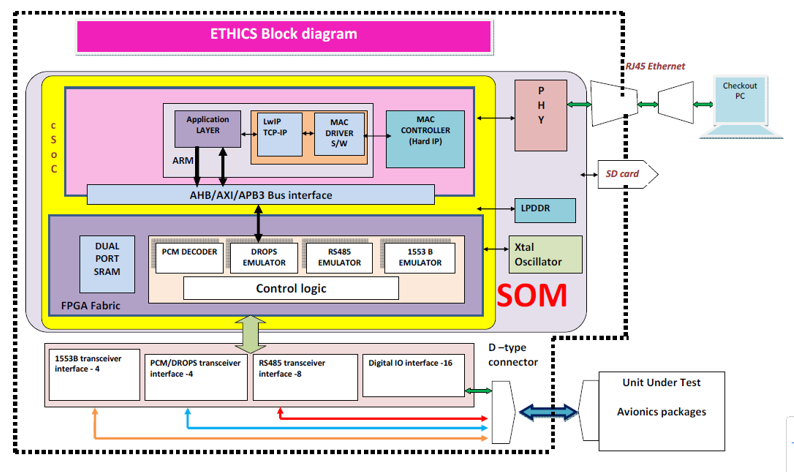 ETHICS Block diagram
RJ45 Ethernet
Checkout
PC
P
H
Y
cSoC
Application
LAYER
LwIP
TCP-IP
MAC
DRIVER
S/W
MAC
CONTROLLER
(Hard IP)
ARM
SD card
AHB/AXI/APB3 Bus interface
LPDDR
DUAL
PORT
SRAM
PCM DECODER
DROPS
EMULATOR
RS485
EMULATOR
1553 B
EMULATOR
Xtal
Oscillator
Control logic
FPGA Fabric
SOM
1553B transceiver
interface - 4
PCM/DROPS transceiver
interface -4
RS485 transceiver
interface -8
Digital IO interface -16
D –type
connector
Unit Under Test
Avionics packages